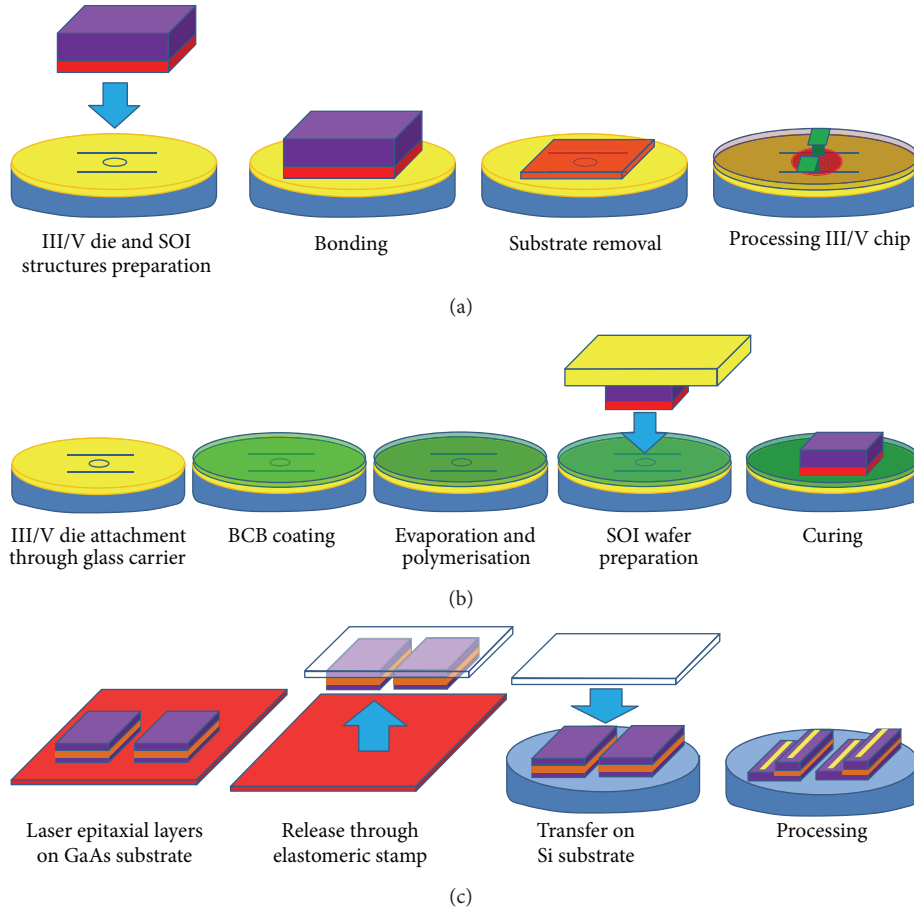 III/V die and SOI
structures preparation
Bonding
Substrate removal
Processing III/V chip
(a)
III/V die attachment
through glass carrier
BCB coating
Evaporation and
polymerisation
SOI wafer
preparation
Curing
(b)
Laser epitaxial layers
on GaAs substrate
Release through
elastomeric stamp
Transfer on
Si substrate
Processing
(c)